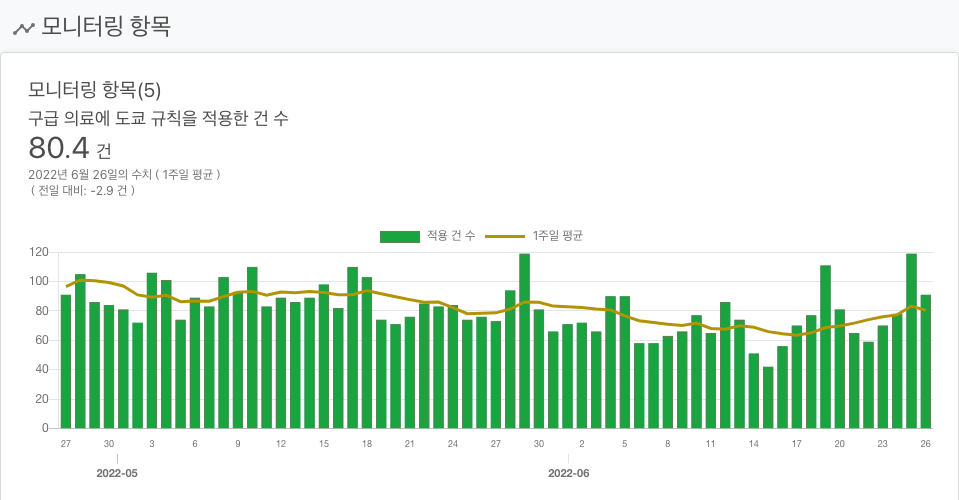 모니터링 항목
모니터링 항목(5)
구급 의료에 도쿄 규칙을 적용한 건 수
80.4 건
2022년 6월 26일의 수치 ( 1주일 평균 )
( 전일 대비: -2.9 건 )
적용 건 수 1주일 평균
120
100
80
60
40
20
0
27 30 3 6 9 12 15 18 21 24 27 30 2 5 8 11 14 17 20 23 26
2022-05 2022-06